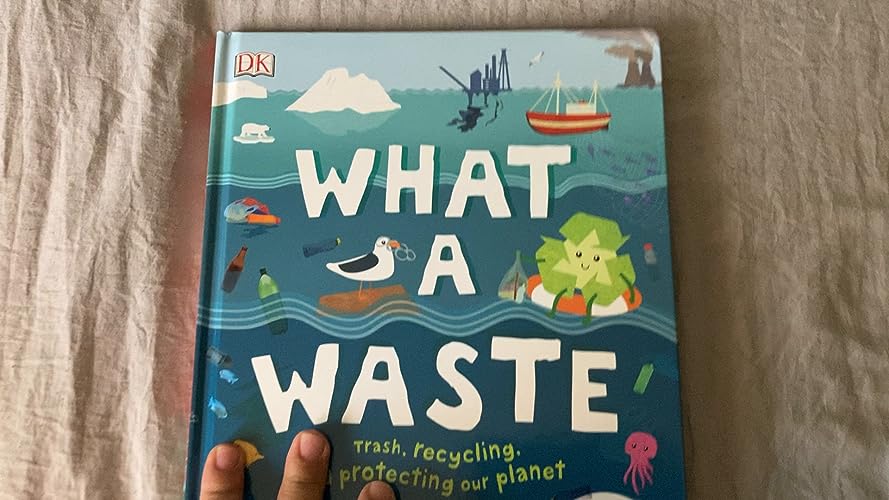 DK
WHAT
A
WASTE
Trash, recycling,
protecting our planet